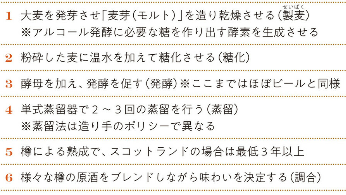 1 大麦を発芽させ「麦芽（モルト）」を造り乾燥させる（製麦）
せいばく
※アルコール発酵に必要な糖を作り出す酵素を生成させる
2 粉砕した麦に温水を加えて糖化させる（糖化）
3 酵母を加え、発酵を促す（発酵）※ここまではほぼビールと同様
4 単式蒸留器で2〜3回の蒸留を行う（蒸留）
※蒸留法は造り手のポリシーで異なる
5 樽による熟成で、スコットランドの場合は最低3年以上
6 様々な樽の原酒をブレンドしながら味わいを決定する（調合）